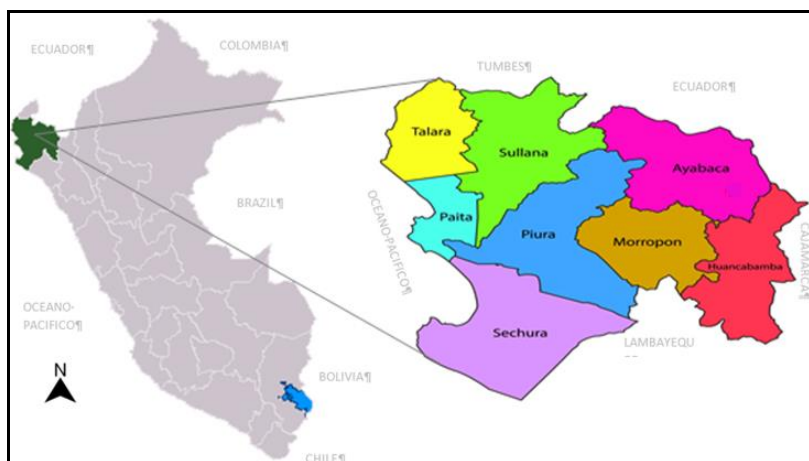 ECUADOR¶
COLOMBIA¶
BRAZIL¶
OCEANO-
PACIFICO¶
BOLIVIA¶
CHILE¶
N
TUMBES¶
ECUADOR¶
Talara
Sullana
Ayabaca
OCEANO-PACIFICO¶
Paita
Piura
Morropon
Huancabamba
CAJAMARCA¶
Sechura
LAMBAYEQU